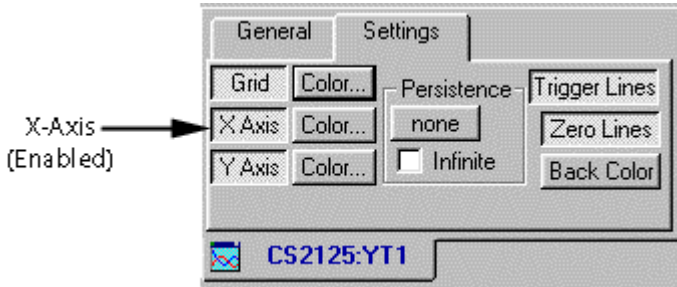 General
Settings
Grid
Color...
Persistence
Trigger Lines
X-Axis
(Enabled)
X Axis
Color...
none
Zero Lines
Y Axis
Color...
Infinite
Back Color
CS2125:YT1